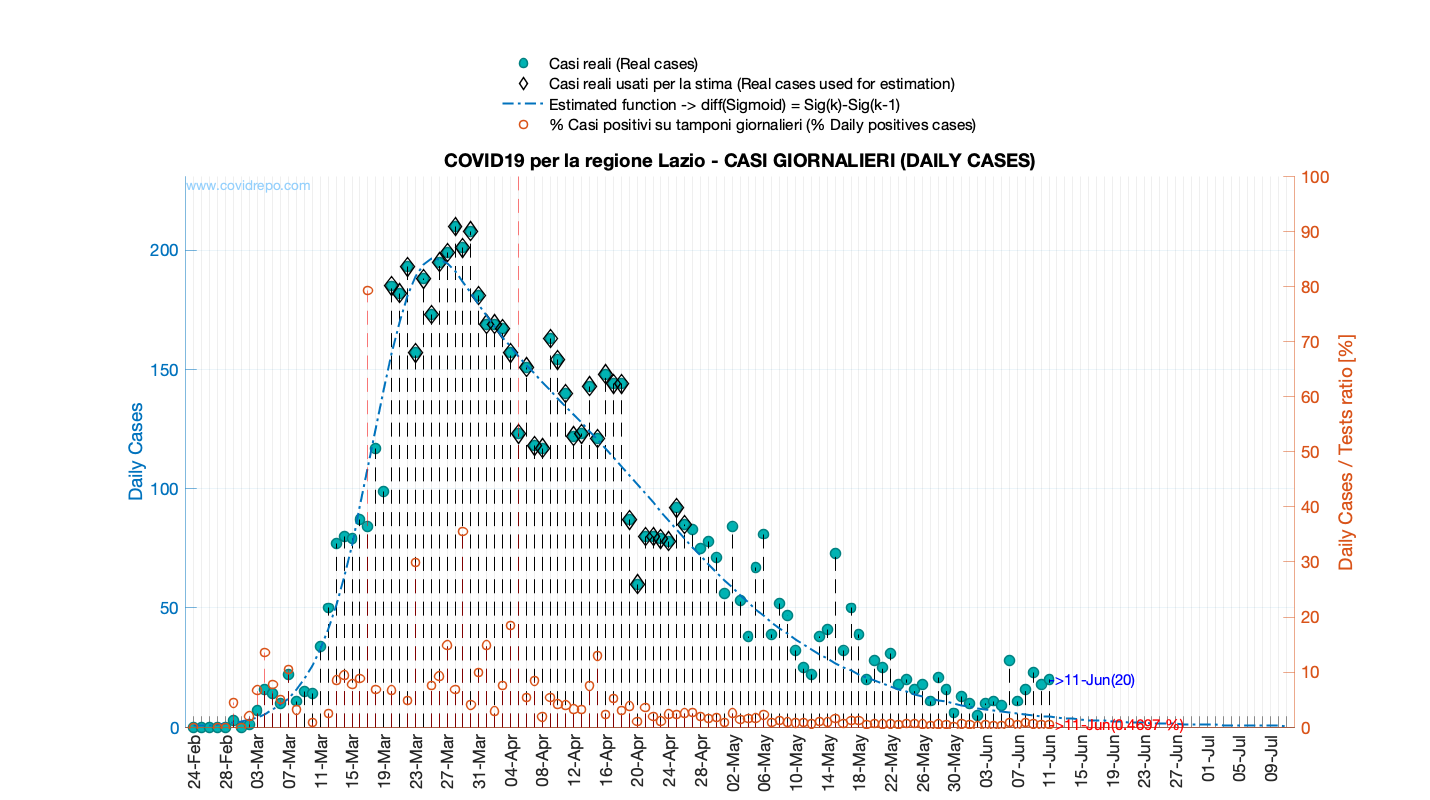 Casi reali (Real cases)
Casi reali usati per la stima (Real cases used for estimation)
Estimated function -> diff(Sigmoid) = Sig(k)-Sig(k-1)
% Casi positivi su tamponi giornalieri (% Daily positives cases)
COVID19 per la regione Lazio - CASI GIORNALIERI (DAILY CASES)
www.covidrepo.com
Daily Cases
200
150
100
50
0
100
90
80
70
60
50
40
30
20
10
0
Daily Cases / Tests ratio [%]
->11-Jun(20)
->11-Jun(0.4697 %)
24-Feb
28-Feb
03-Mar
07-Mar
11-Mar
15-Mar
19-Mar
23-Mar
27-Mar
31-Mar
04-Apr
08-Apr
12-Apr
16-Apr
20-Apr
24-Apr
28-Apr
02-May
06-May
10-May
14-May
18-May
22-May
26-May
30-May
03-Jun
07-Jun
11-Jun
15-Jun
19-Jun
23-Jun
27-Jun
01-Jul
05-Jul
09-Jul